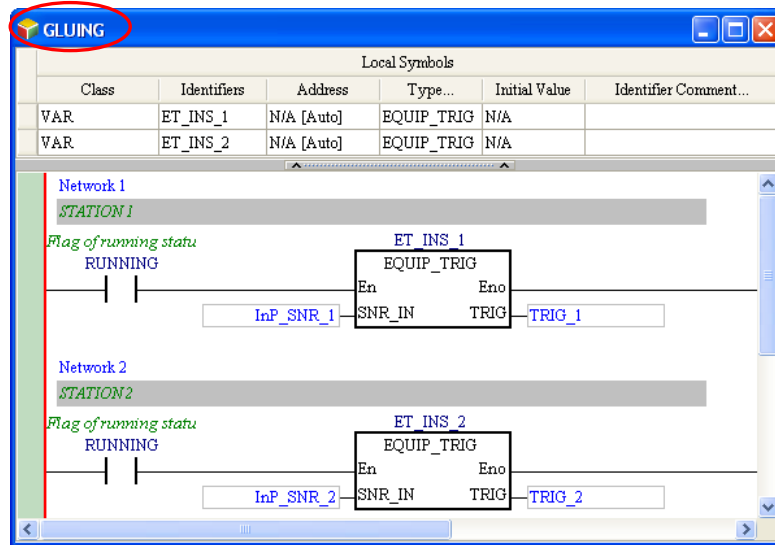 GLUING
Local Symbols
Class Identifiers Address Type... Initial Value Identifier Comment...
VAR ET_INS_1 N/A [Auto] EQUIP_TRIG N/A
VAR ET_INS_2 N/A [Auto] EQUIP_TRIG N/A
Network 1
STATION 1
Flag of running statu ET_INS_1
RUNNING EQUIP_TRIG
En Eno
InP_SNR_1 SNR_IN TRIG TRIG_1
Network 2
STATION 2
Flag of running statu ET_INS_2
RUNNING EQUIP_TRIG
En Eno
InP_SNR_2 SNR_IN TRIG TRIG_2